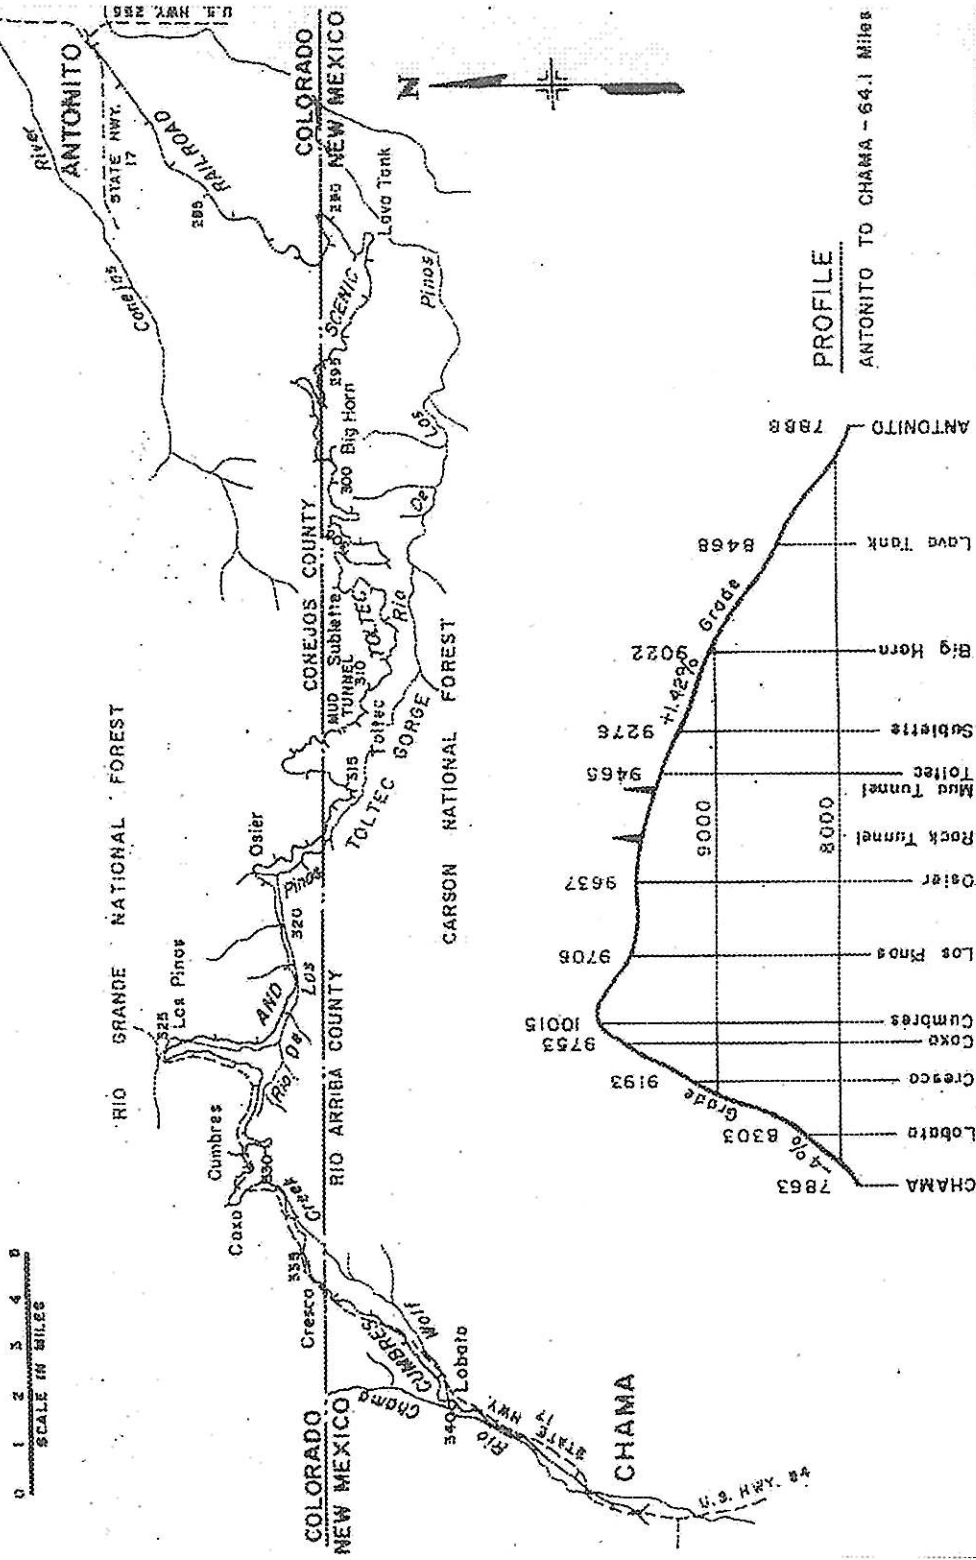 0 1 2 3 4 5
SCALE IN MILES
RIO GRANDE NATIONAL FOREST
River
Conejos
ANTONITO
U.S. HWY. 285
STATE HWY.
17
RAILROAD
285
COLORADO
NEW MEXICO
290
Lava Tank
SCENIC
295
Big Horn
300
Los
Pinos
De
Rio
CONEJOS COUNTY
Sublette
TOLTEC
MUD
TUNNEL
310
Toltec
GORGE
TOLTEC
315
CARSON NATIONAL FOREST
Osier
Pinos
320
Los
AND
De
Rio
325
Los Pinos
Cumbres
330
Coxo
RIO ARRIBA COUNTY
Creek
335
Cresco
CUMBRES
Wolf
Lobato
340
Chama
Rio
STATE
HWY. 17
COLORADO
NEW MEXICO
CHAMA
U.S. HWY. 84
N
PROFILE
ANTONITO TO CHAMA - 64.1 Miles
ANTONITO 7888
Lava Tank 8468
Big Horn 9022
Sublette 9276
Toltec 9465
Mud Tunnel
Rock Tunnel
Osier 9637
Los Pinos 9706
Cumbres 10015
Coxo 9753
Cresco 9193
Lobato 8303
CHAMA 7863
+1.42% Grade
-4% Grade
9000
8000